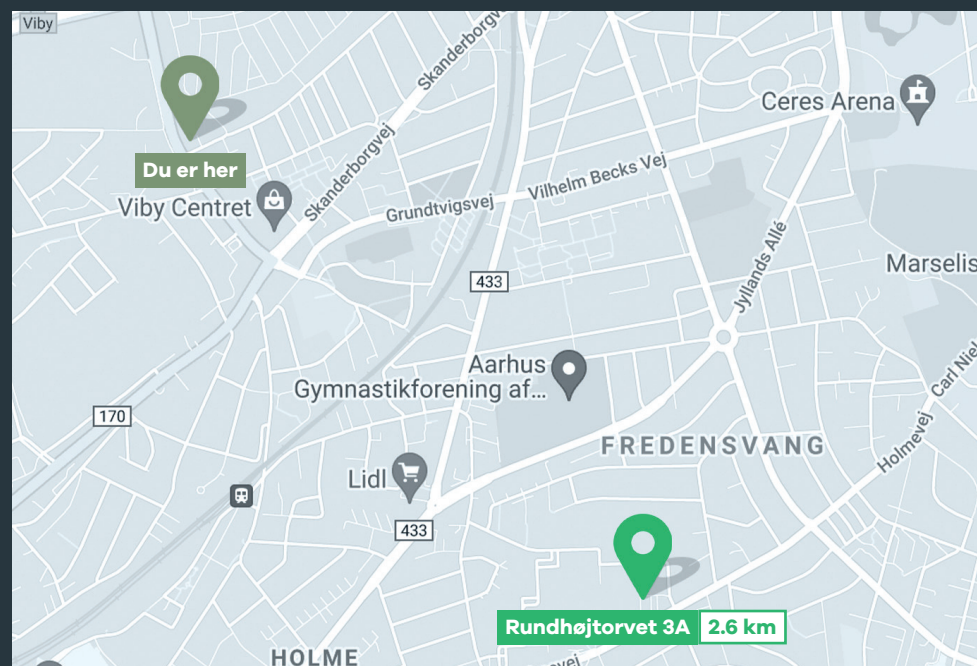 Viby
Skanderborgvej
Ceres Arena
Du er her
Viby Centret
Skanderborgvej
Grundtvigsvej
Vilhelm Becks Vej
Jyllands Allé
Marselis
433
Aarhus
Gymnastikforening af...
Carl Niel
170
FREDENSVANG
Holmevej
Lidl
433
Rundhøjtorvet 3A
2.6 km
HOLME